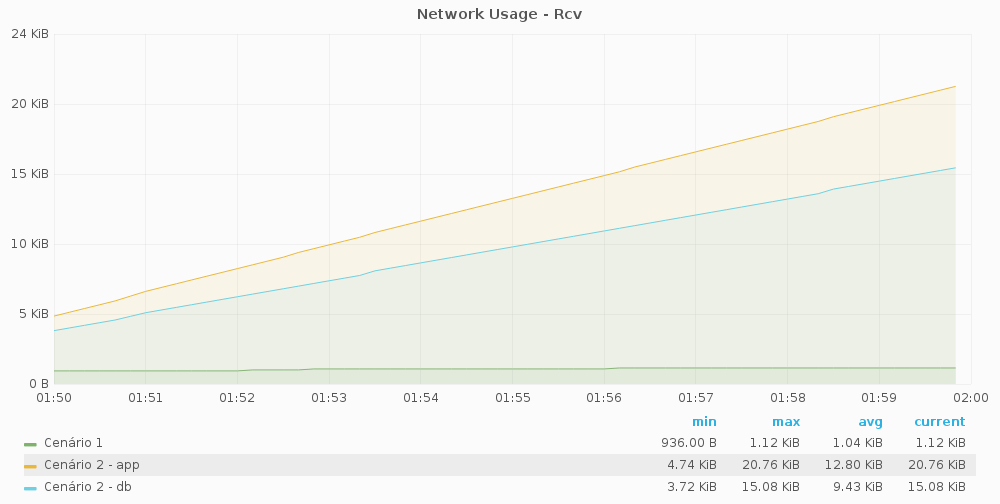 Network Usage - Rcv
24 KiB
20 KiB
15 KiB
10 KiB
5 KiB
0 B
01:50 01:51 01:52 01:53 01:54 01:55 01:56 01:57 01:58 01:59 02:00
min max avg current
Cenário 1 936.00 B 1.12 KiB 1.04 KiB 1.12 KiB
Cenário 2 - app 4.74 KiB 20.76 KiB 12.80 KiB 20.76 KiB
Cenário 2 - db 3.72 KiB 15.08 KiB 9.43 KiB 15.08 KiB